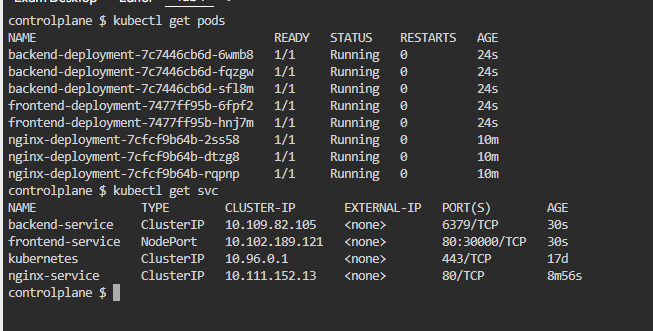 controlplane $ kubectl get pods
NAME READY STATUS RESTARTS AGE
backend-deployment-7c7446cb6d-6wmb8 1/1 Running 0 24s
backend-deployment-7c7446cb6d-fqzgw 1/1 Running 0 24s
backend-deployment-7c7446cb6d-sfl8m 1/1 Running 0 24s
frontend-deployment-7477ff95b-6fpf2 1/1 Running 0 24s
frontend-deployment-7477ff95b-hnj7m 1/1 Running 0 24s
nginx-deployment-7cfcf9b64b-2ss58 1/1 Running 0 10m
nginx-deployment-7cfcf9b64b-dtzg8 1/1 Running 0 10m
nginx-deployment-7cfcf9b64b-rqpnp 1/1 Running 0 10m
controlplane $ kubectl get svc
NAME TYPE CLUSTER-IP EXTERNAL-IP PORT(S) AGE
backend-service ClusterIP 10.109.82.105 <none> 6379/TCP 30s
frontend-service NodePort 10.102.189.121 <none> 80:30000/TCP 30s
kubernetes ClusterIP 10.96.0.1 <none> 443/TCP 17d
nginx-service ClusterIP 10.111.152.13 <none> 80/TCP 8m56s
controlplane $